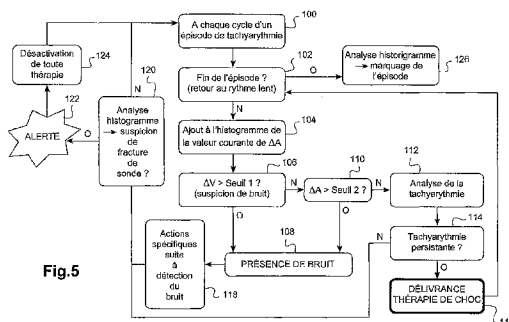 A chaque cycle d'un
épisode de tachyarythmie
100
Désactivation
de toute
thérapie
124
Fin de l'épisode ?
(retour au rythme lent)
102
O
Analyse historigramme
→ marquage de
l'épisode
126
N
120
Analyse
histogramme
→ suspicion
de
fracture
de
sonde ?
N
O
122
ALERTE
Ajout à l'histogramme de
la valeur courante de ΔA
104
106
ΔV > Seuil 1 ?
(suspicion de bruit)
N
O
110
ΔA > Seuil 2 ?
N
O
112
Analyse de la
tachyarythmie
114
Tachyarythmie
persistante ?
N
O
108
PRÉSENCE DE BRUIT
Actions
spécifiques
suite
à
détection
du
bruit
118
DÉLIVRANCE
THÉRAPIE DE CHOC
Fig.5